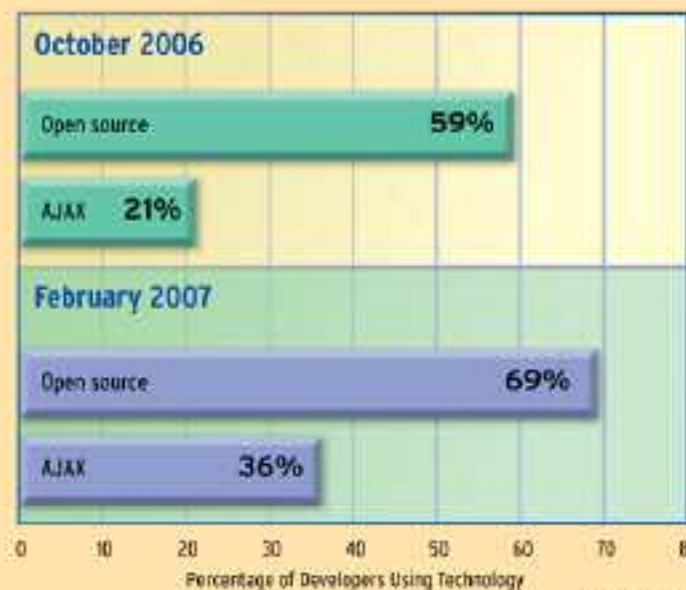 October 2006
Open source 59%
AJAX 21%
February 2007
Open source 69%
AJAX 36%
0 10 20 30 40 50 60 70
Percentage of Developers Using Technology